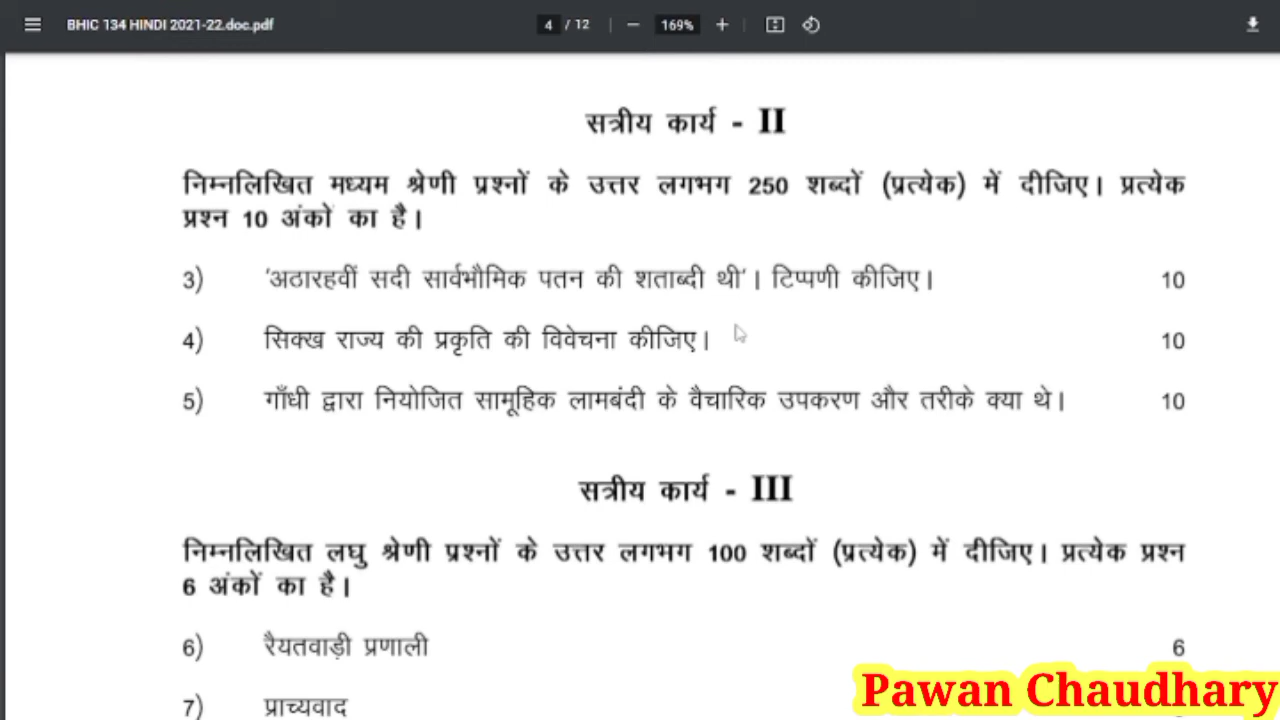 BHIC 134 HINDI 2021-22.doc.pdf 4 / 12 169%
सत्रीय कार्य - II
निम्नलिखित मध्यम श्रेणी प्रश्नों के उत्तर लगभग 250 शब्दों (प्रत्येक) में दीजिए। प्रत्येक
प्रश्न 10 अंकों का है।
3) 'अठारहवीं सदी सार्वभौमिक पतन की शताब्दी थी'। टिप्पणी कीजिए। 10
4) सिक्ख राज्य की प्रकृति की विवेचना कीजिए। 10
5) गाँधी द्वारा नियोजित सामूहिक लामबंदी के वैचारिक उपकरण और तरीके क्या थे। 10
सत्रीय कार्य - III
निम्नलिखित लघु श्रेणी प्रश्नों के उत्तर लगभग 100 शब्दों (प्रत्येक) में दीजिए। प्रत्येक प्रश्न
6 अंकों का है।
6) रैयतवाड़ी प्रणाली 6
7) प्राच्यवाद
Pawan Chaudhary